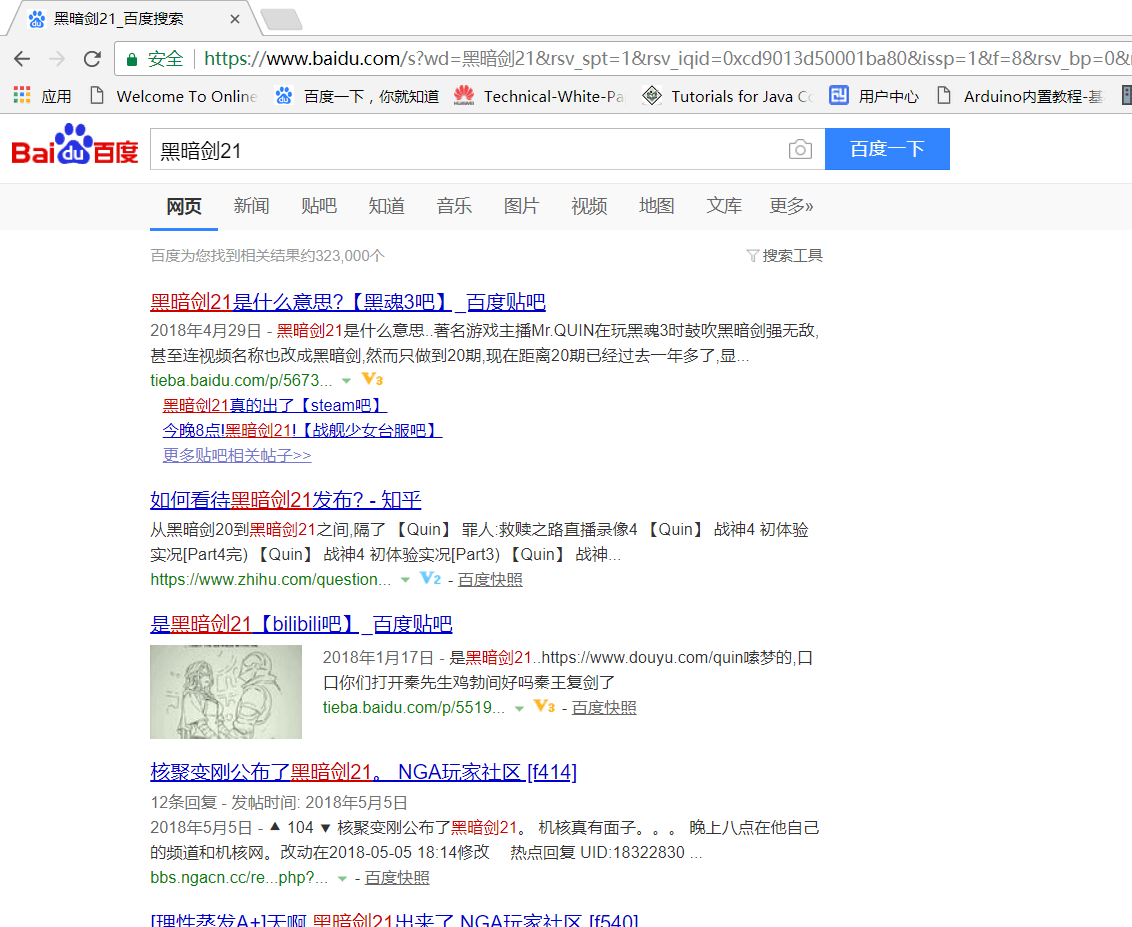 黑暗剑21_百度搜索
安全 https://www.baidu.com/s?wd=黑暗剑21&rsv_spt=1&rsv_iqid=0xcd9013d50001ba80&issp=1&f=8&rsv_bp=0&
应用 Welcome To Online 百度一下，你就知道 Technical-White-Pa Tutorials for Java Co 用户中心 Arduino内置教程-基
Bai du 百度 黑暗剑21 百度一下
网页 新闻 贴吧 知道 音乐 图片 视频 地图 文库 更多»
百度为您找到相关结果约323,000个 搜索工具
黑暗剑21是什么意思?【黑魂3吧】_百度贴吧
2018年4月29日 - 黑暗剑21是什么意思..著名游戏主播Mr.QUIN在玩黑魂3时鼓吹黑暗剑强无敌,
甚至连视频名称也改成黑暗剑,然而只做到20期,现在距离20期已经过去一年多了,显...
tieba.baidu.com/p/5673... V3
黑暗剑21真的出了【steam吧】
今晚8点!黑暗剑21!【战舰少女台服吧】
更多贴吧相关帖子>>
如何看待黑暗剑21发布? - 知乎
从黑暗剑20到黑暗剑21之间,隔了 【Quin】 罪人:救赎之路直播录像4 【Quin】 战神4 初体验
实况[Part4完) 【Quin】 战神4 初体验实况[Part3) 【Quin】 战神...
https://www.zhihu.com/question... V2 - 百度快照
是黑暗剑21【bilibili吧】_百度贴吧
2018年1月17日 - 是黑暗剑21..https://www.douyu.com/quin嗦梦的,口
口你们打开秦先生鸡勃间好吗秦王复剑了
tieba.baidu.com/p/5519... V3 - 百度快照
核聚变刚公布了黑暗剑21。 NGA玩家社区 [f414]
12条回复 - 发帖时间: 2018年5月5日
2018年5月5日 - ▲ 104 ▼ 核聚变刚公布了黑暗剑21。 机核真有面子。。。 晚上八点在他自己
的频道和机核网。改动在2018-05-05 18:14修改 热点回复 UID:18322830 ...
bbs.ngacn.cc/re...php?... - 百度快照
[理性蒸发A+]天啊 黑暗剑21出来了 NGA玩家社区 [f540]